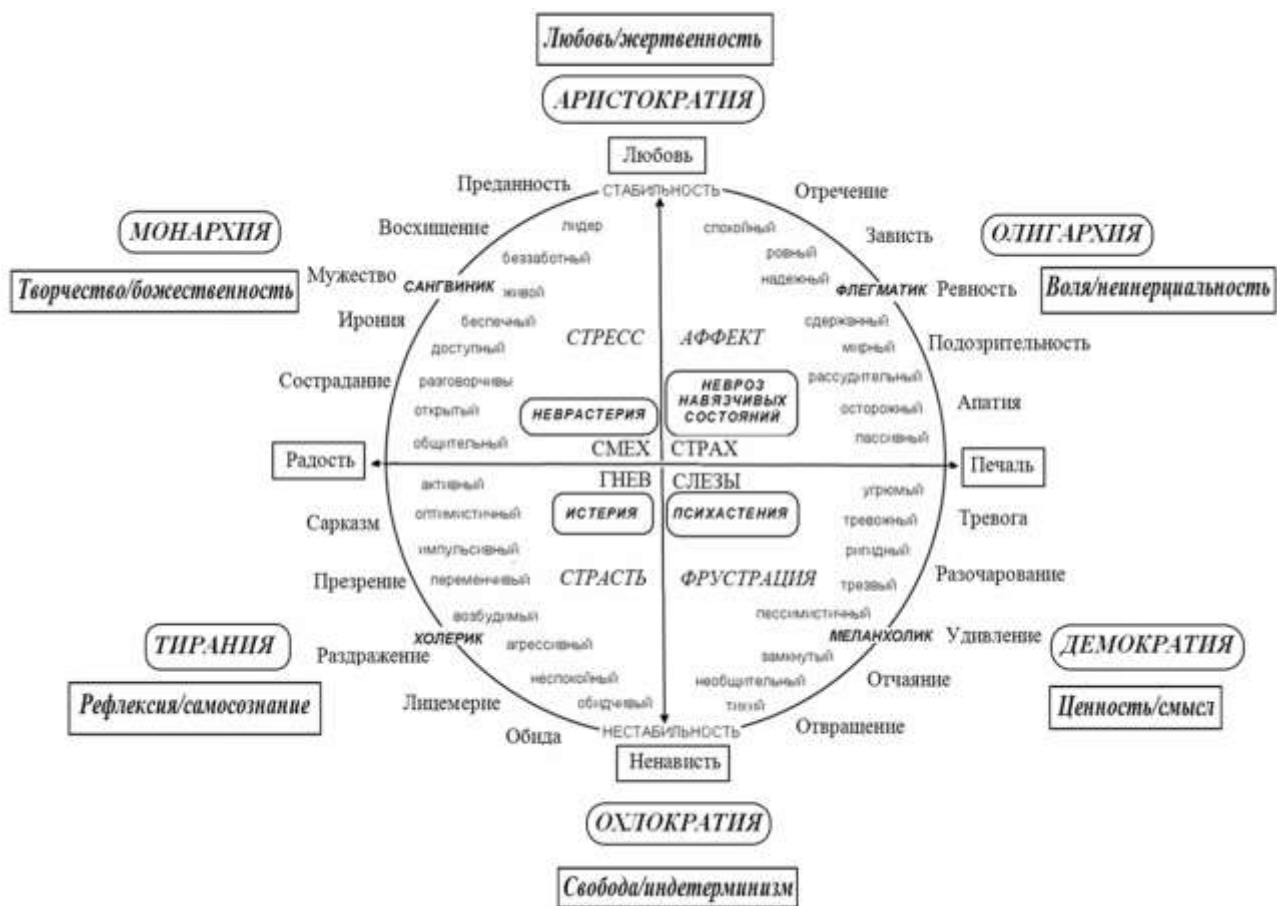 Любовь/жертвенность
АРИСТОКРАТИЯ
Любовь
Преданность
СТАБИЛЬНОСТЬ
Отречение
Восхищение
лидер
спокойный
Зависть
МОНАРХИЯ
беззаботный
ровный
ОЛИГАРХИЯ
Творчество/божественность
Мужество
САНГВИНИК
живой
надежный
ФЛЕГМАТИК
Ревность
Воля/неинерциальность
Ирония
беспечный
сдержанный
доступный
СТРЕСС
АФФЕКТ
мирный
Подозрительность
Сострадание
разговорчивы
НЕВРОЗ
НАВЯЗЧИВЫХ
СОСТОЯНИЙ
рассудительный
открытый
НЕВРАСТЕРИЯ
осторожный
Апатия
общительный
СМЕХ
СТРАХ
пассивный
Радость
Печаль
активный
ГНЕВ
СЛЕЗЫ
угрюмый
Сарказм
оптимистичный
ИСТЕРИЯ
ПСИХАСТЕНИЯ
тревожный
Тревога
импульсивный
ригидный
Презрение
переменчивый
СТРАСТЬ
ФРУСТРАЦИЯ
трезвый
Разочарование
возбудимый
пессимистичный
ТИРАНИЯ
ХОЛЕРИК
агрессивный
МЕЛАНХОЛИК
Удивление
ДЕМОКРАТИЯ
Раздражение
замкнутый
Рефлексия/самосознание
неспокойный
необщительный
Отчаяние
Ценность/смысл
Лицемерие
обидчивый
тихий
Обида
НЕСТАБИЛЬНОСТЬ
Отвращение
Ненависть
ОХЛОКРАТИЯ
Свобода/индетерминизм